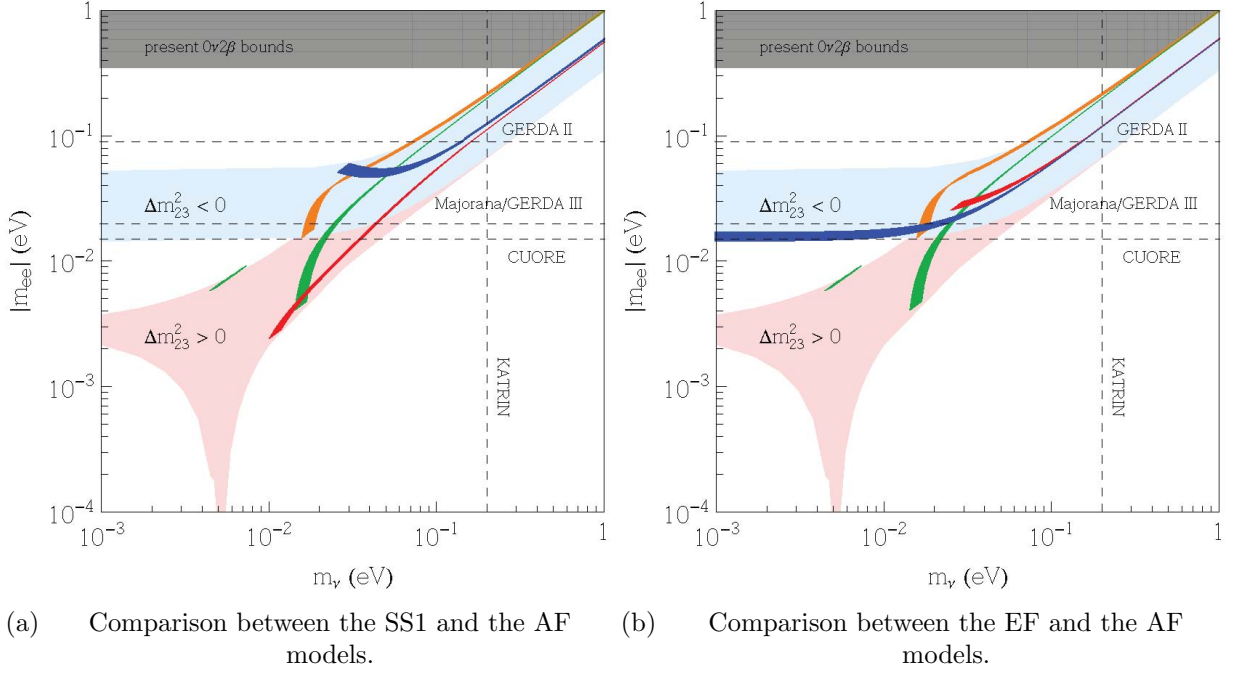 1
present 0ν2β bounds
10⁻¹
GERDA II
Δm²₂₃ < 0
Majorana/GERDA III
|mₑₑ| (eV)
10⁻²
CUORE
Δm²₂₃ > 0
KATRIN
10⁻³
10⁻⁴
10⁻³ 10⁻² 10⁻¹ 1
mᵥ (eV)
(a) Comparison between the SS1 and the AF
models.
1
present 0ν2β bounds
10⁻¹
GERDA II
Δm²₂₃ < 0
Majorana/GERDA III
|mₑₑ| (eV)
10⁻²
CUORE
Δm²₂₃ > 0
KATRIN
10⁻³
10⁻⁴
10⁻³ 10⁻² 10⁻¹ 1
mᵥ (eV)
(b) Comparison between the EF and the AF
models.